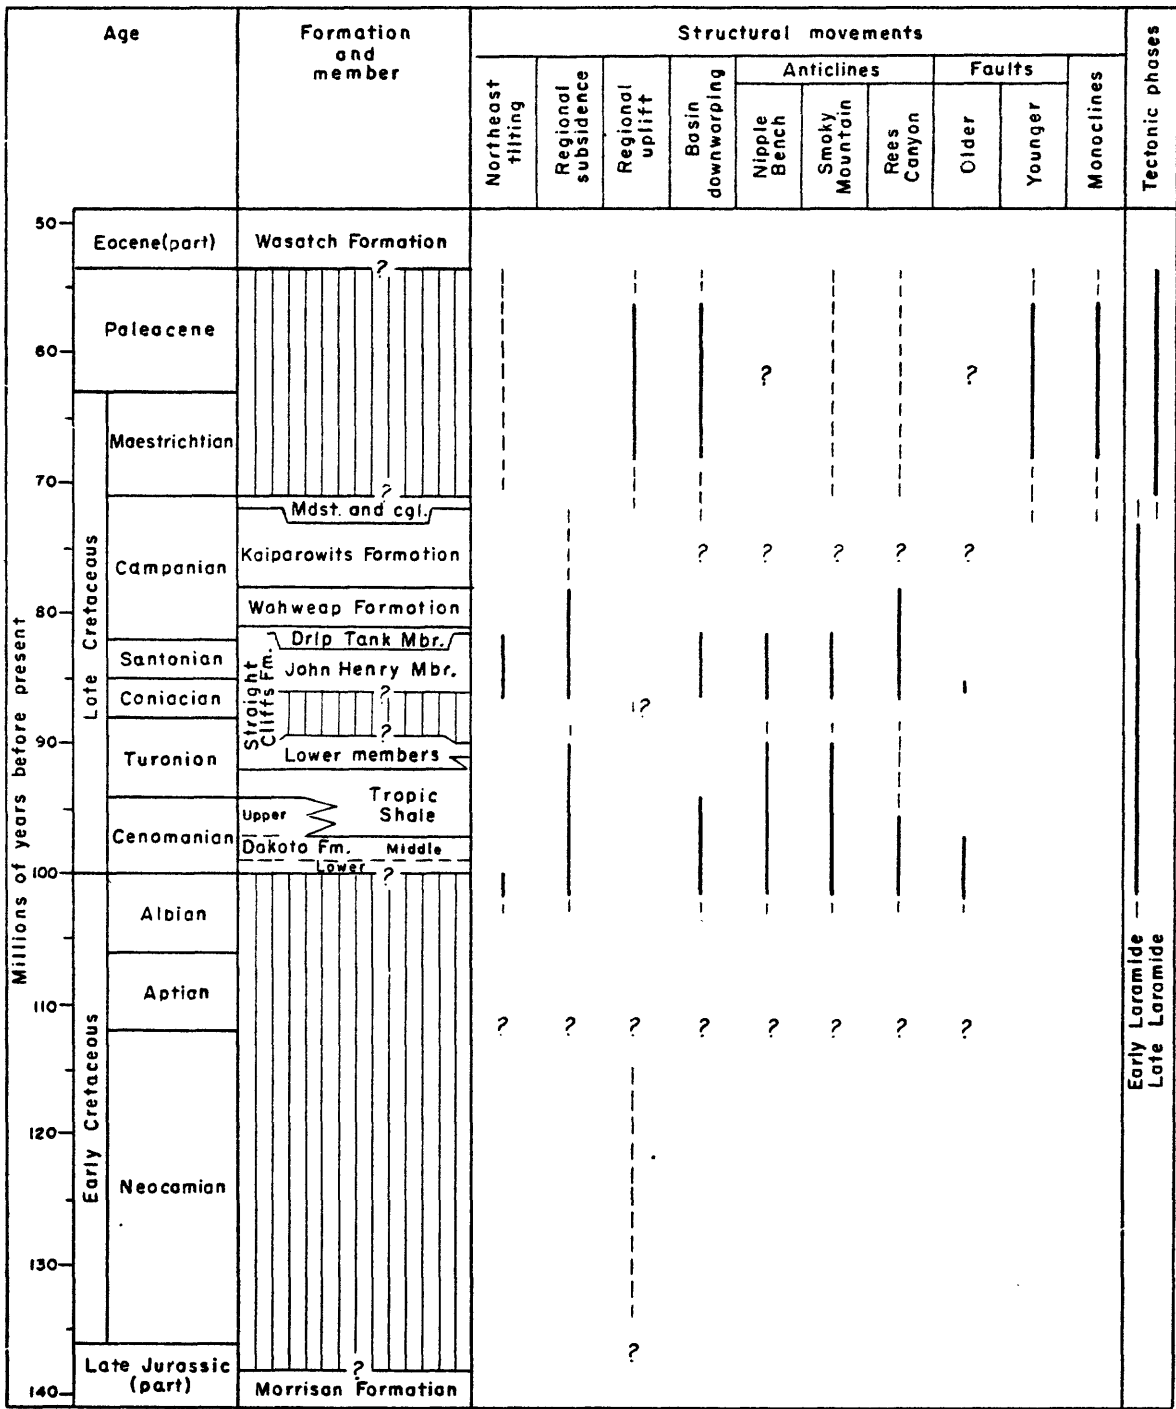 Age
Formation
and
member
Structural movements
Tectonic phases
Northeast
tilting
Regional
subsidence
Regional
uplift
Basin
downwarping
Anticlines
Nipple
Bench
Smoky
Mountain
Rees
Canyon
Faults
Older
Younger
Monoclines
Millions of years before present
50
60
70
80
90
100
110
120
130
140
Late Cretaceous
Early Cretaceous
Eocene(part)
Paleacene
Maestrichtian
Campanian
Santonian
Coniacian
Turonian
Cenomanian
Albian
Aptian
Neocamian
Late Jurassic
(part)
Wasatch Formation
?
?
Mdst. and cgl.
Kaiparowits Formation
Wahweap Formation
Straight
Cliffs Fm.
Drip Tank Mbr.
John Henry Mbr.
?
?
Lower members
Tropic
Shale
Upper
Dakota Fm. Middle
Lower
?
?
Morrisan Formation
? ?
? ? ? ? ?
?
? ? ? ? ? ? ? ?
?
Early Laramide
Late Laramide